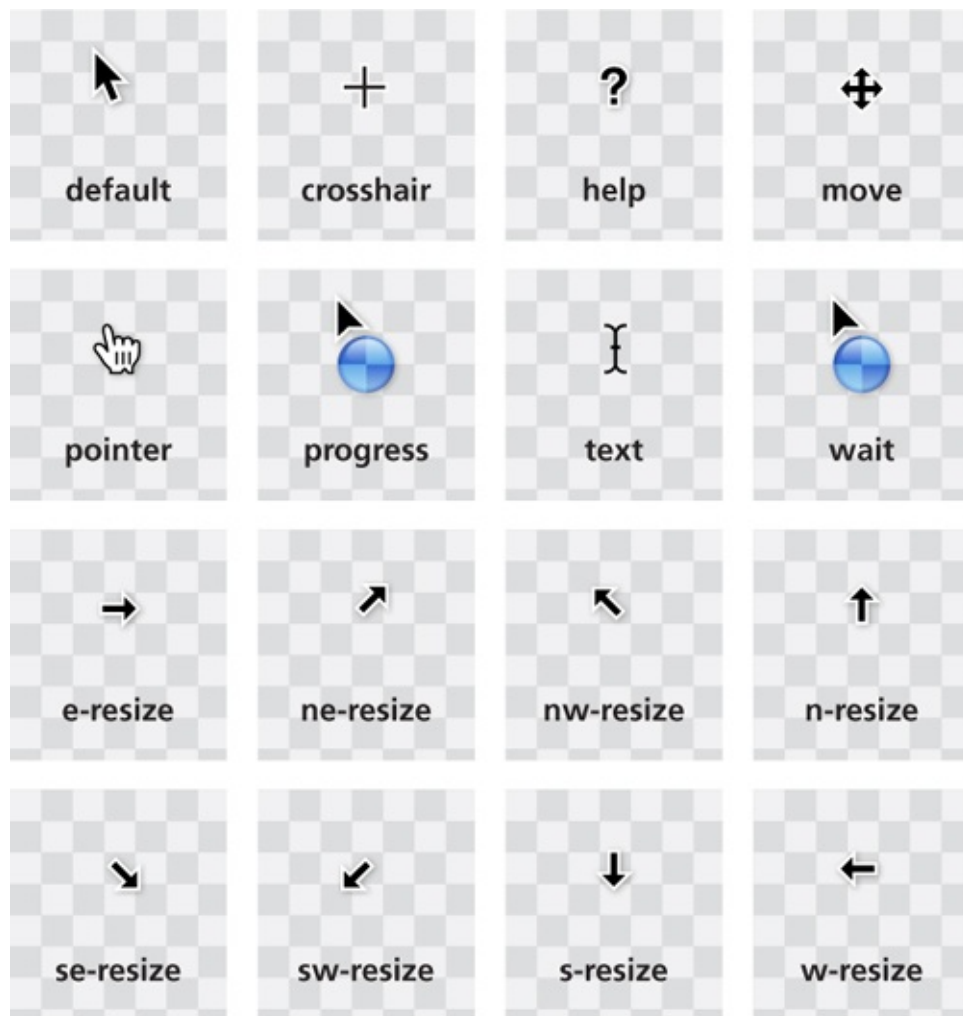 default
crosshair
help
move
pointer
progress
text
wait
e-resize
ne-resize
nw-resize
n-resize
se-resize
sw-resize
s-resize
w-resize